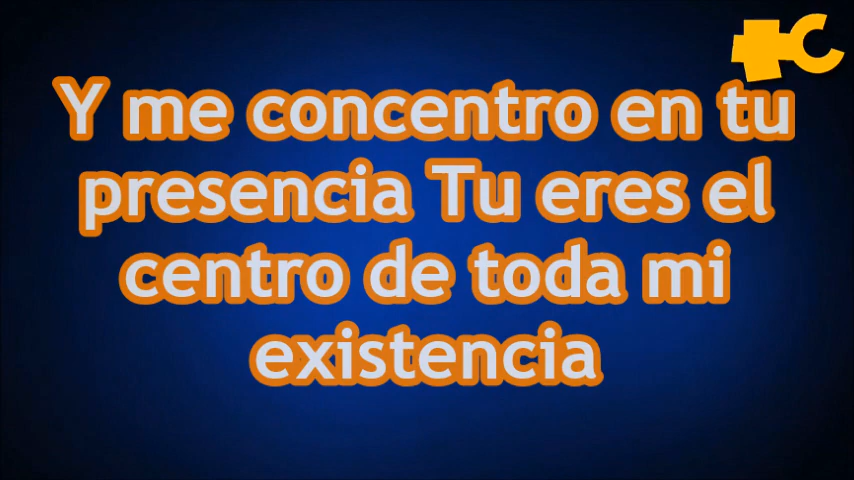 Y me concentro en tu
presencia Tu eres el
centro de toda mi
existencia